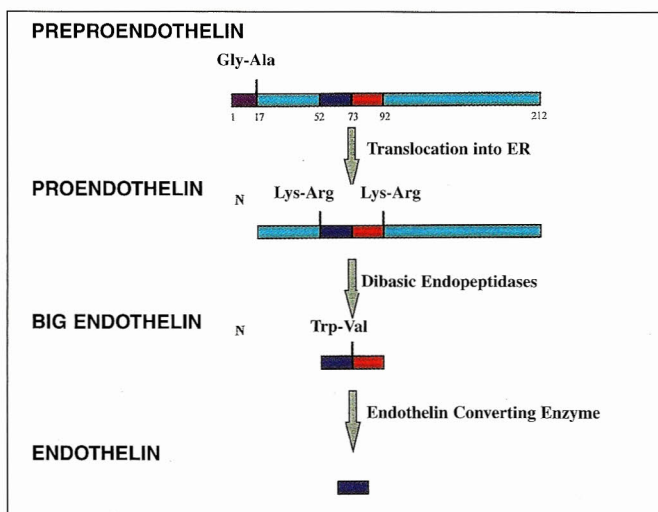 PREPROENDOTHELIN
Gly-Ala
1 17 52 73 92 212
Translocation into ER
PROENDOTHELIN N Lys-Arg Lys-Arg
Dibasic Endopeptidases
BIG ENDOTHELIN N Trp-Val
Endothelin Converting Enzyme
ENDOTHELIN